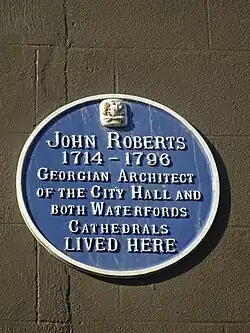 JOHN ROBERTS
1714 - 1796
GEORGIAN ARCHITECT
OF THE CITY HALL AND
BOTH WATERFORDS
CATHEDRALS
LIVED HERE